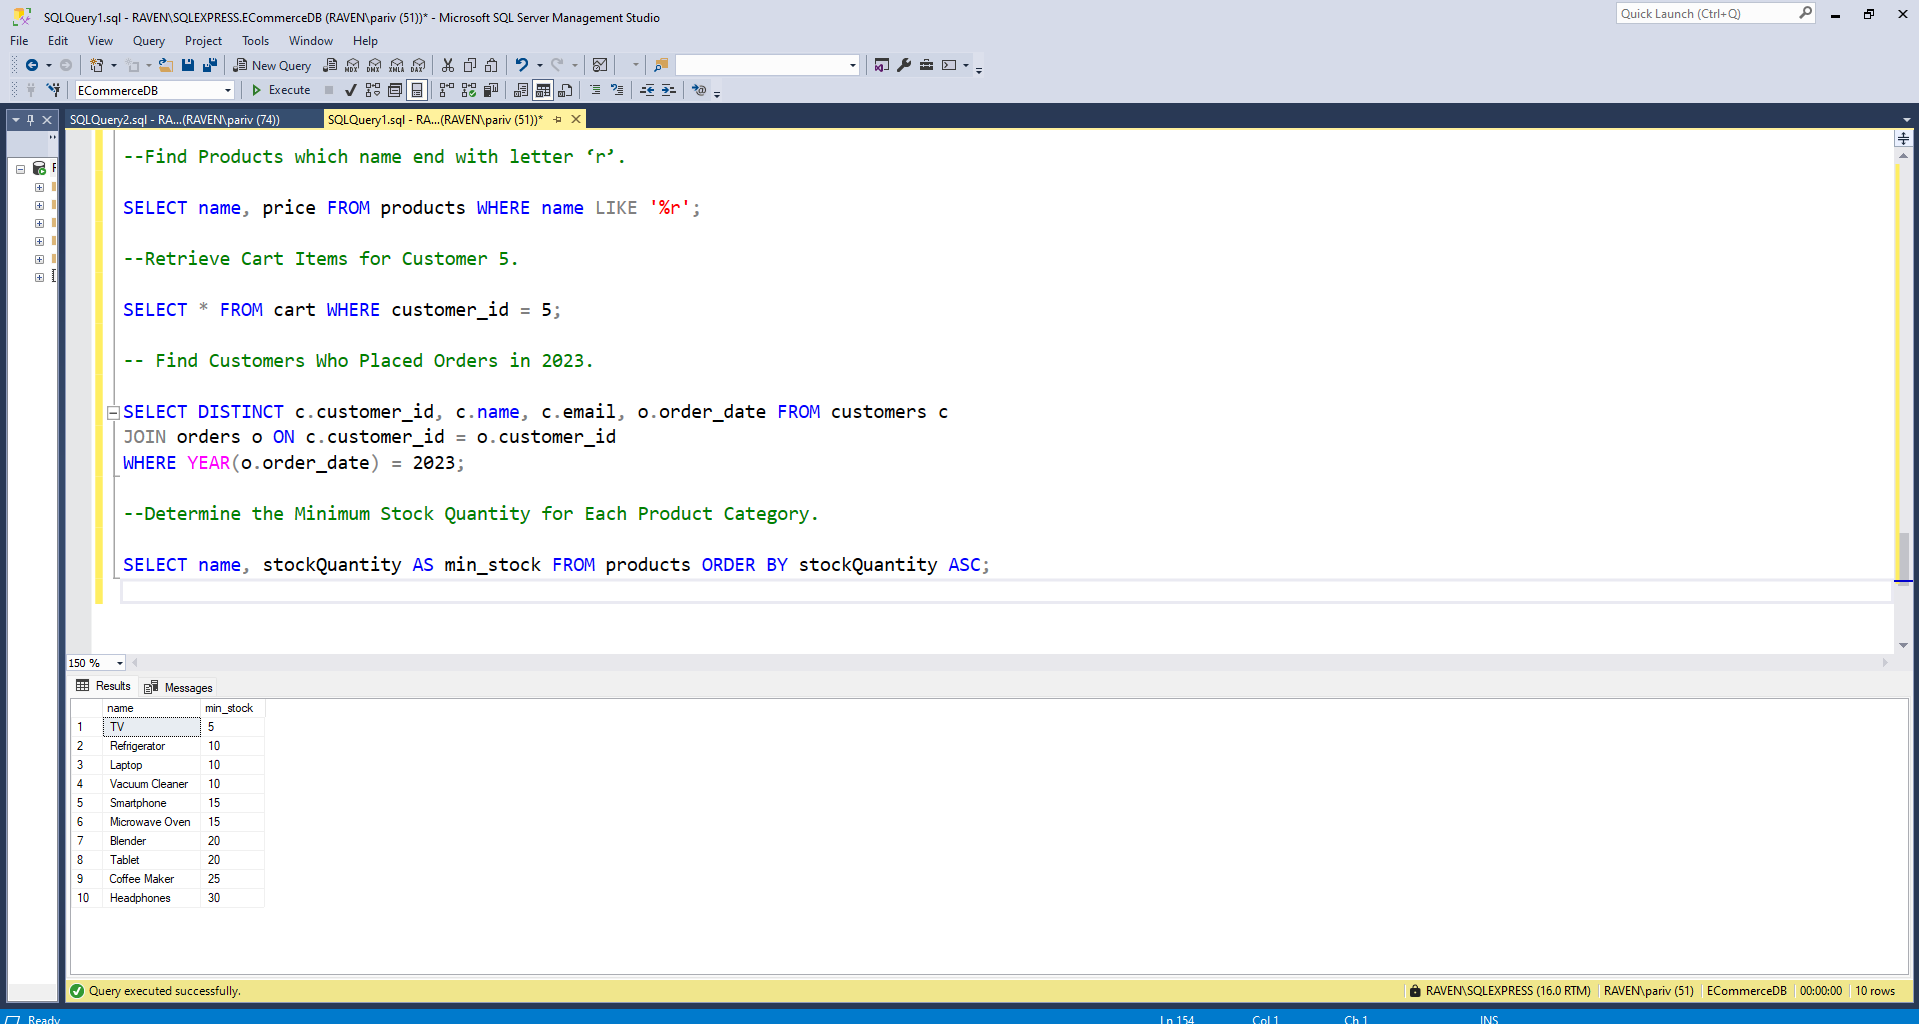 SQLQuery1.sql - RAVEN\SQLEXPRESS.ECommerceDB (RAVEN\pariv (51))* - Microsoft SQL Server Management Studio
Quick Launch (Ctrl+Q)
File Edit View Query Project Tools Window Help
New Query
MDX DMX XMLA DAX
ECommerceDB
Execute
SQLQuery2.sql - RA...(RAVEN\pariv (74))
SQLQuery1.sql - RA...(RAVEN\pariv (51))*
--Find Products which name end with letter ‘r’.
SELECT name, price FROM products WHERE name LIKE '%r';
--Retrieve Cart Items for Customer 5.
SELECT * FROM cart WHERE customer_id = 5;
-- Find Customers Who Placed Orders in 2023.
SELECT DISTINCT c.customer_id, c.name, c.email, o.order_date FROM customers c
JOIN orders o ON c.customer_id = o.customer_id
WHERE YEAR(o.order_date) = 2023;
--Determine the Minimum Stock Quantity for Each Product Category.
SELECT name, stockQuantity AS min_stock FROM products ORDER BY stockQuantity ASC;
150 %
Results Messages
name min_stock
1 TV 5
2 Refrigerator 10
3 Laptop 10
4 Vacuum Cleaner 10
5 Smartphone 15
6 Microwave Oven 15
7 Blender 20
8 Tablet 20
9 Coffee Maker 25
10 Headphones 30
Query executed successfully.
RAVEN\SQLEXPRESS (16.0 RTM) RAVEN\pariv (51) ECommerceDB 00:00:00 10 rows
Ready Ln 154 Col 1 Ch 1 INS